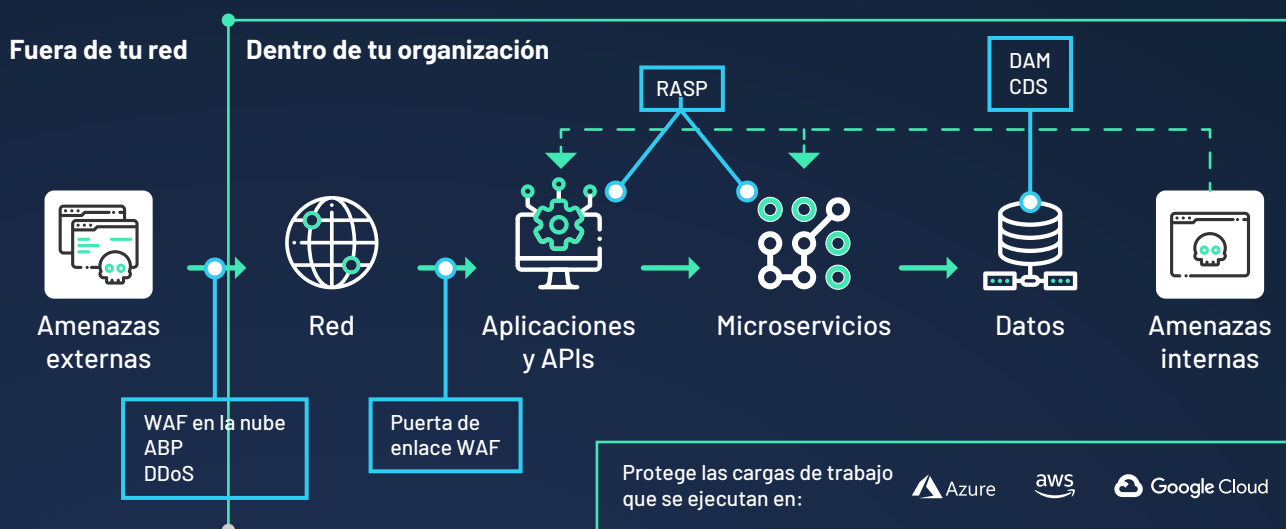 Fuera de tu red
Dentro de tu organización
DAM
CDS
RASP
Amenazas
externas
Red
Aplicaciones
y APIs
Microservicios
Datos
Amenazas
internas
WAF en la nube
ABP
DDoS
Puerta de
enlace WAF
Protege las cargas de trabajo
que se ejecutan en:
Azure
aws
Google Cloud